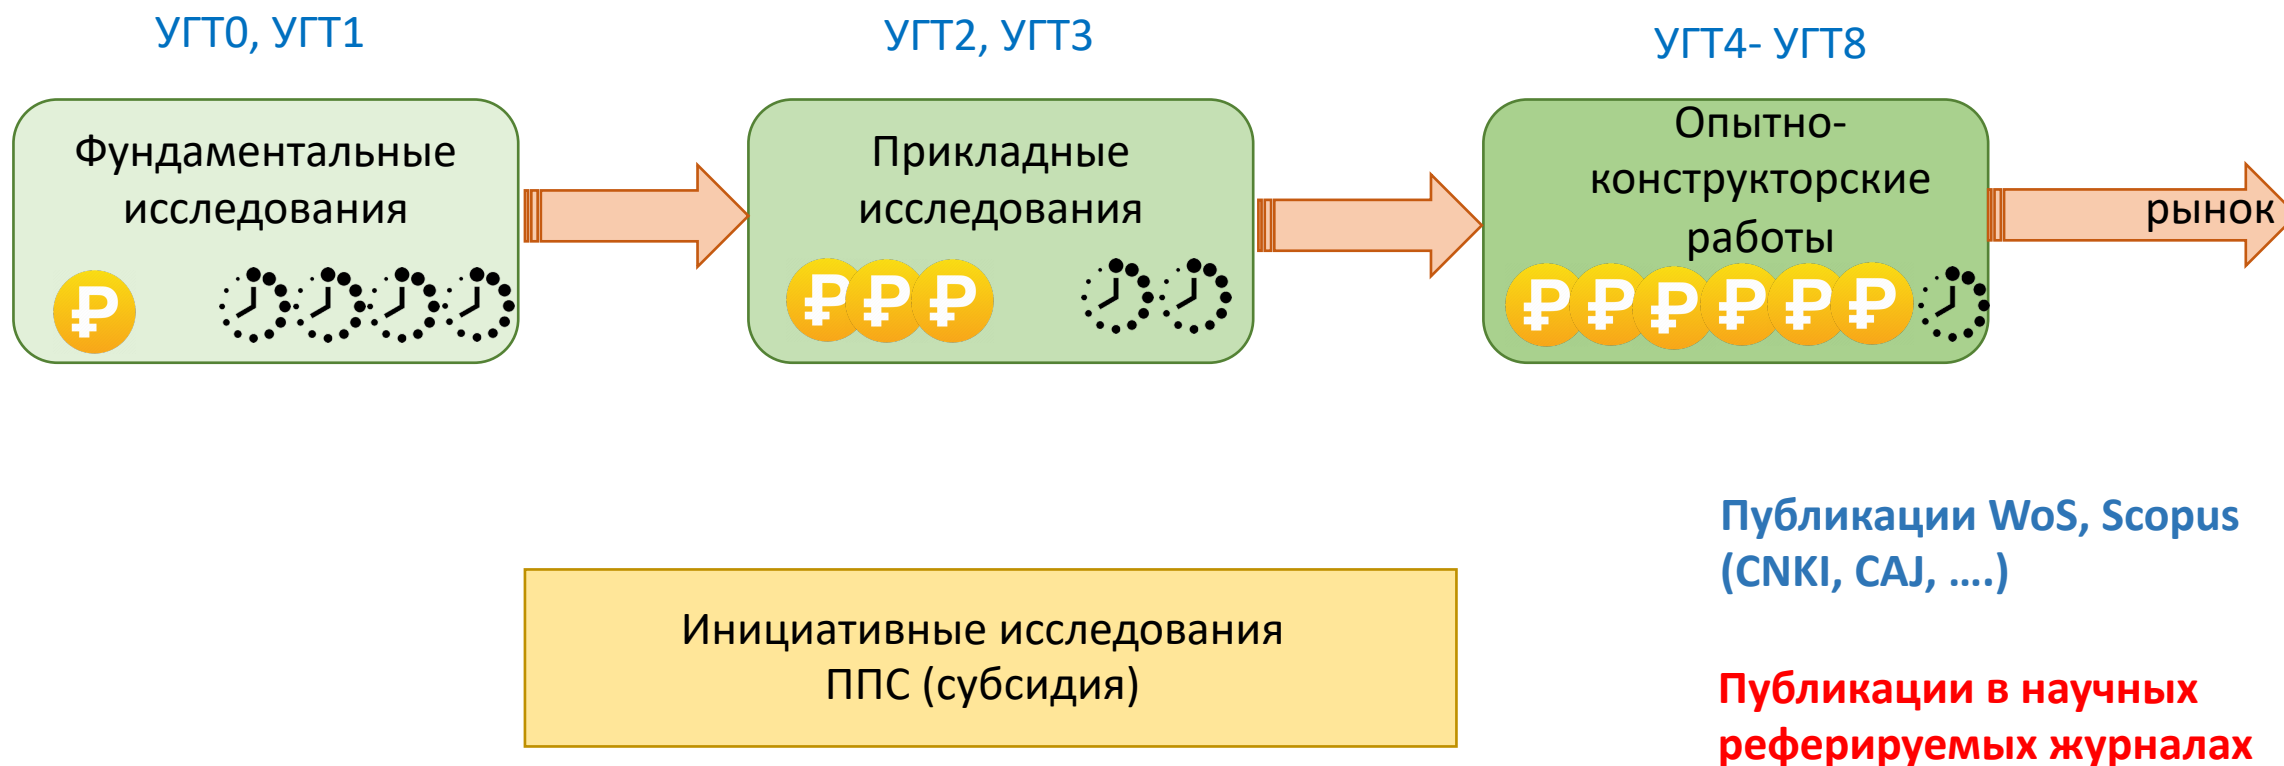 УГТ0, УГТ1
УГТ2, УГТ3
УГТ4- УГТ8
Фундаментальные
исследования
Прикладные
исследования
Опытно-
конструкторские
работы
рынок
Инициативные исследования
ППС (субсидия)
Публикации WoS, Scopus
(CNKI, CAJ, ....)
Публикации в научных
реферируемых журналах